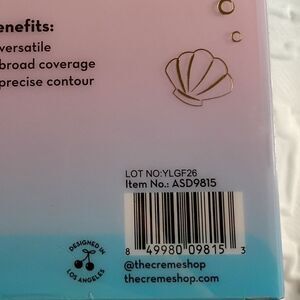 enefits:
versatile
broad coverage
precise contour
LOT NO:YLGF26
Item No.: ASD9815
8 49980 09815 3
DESIGNED IN
LOS ANGELES
@thecremeshop
thecremeshop.com